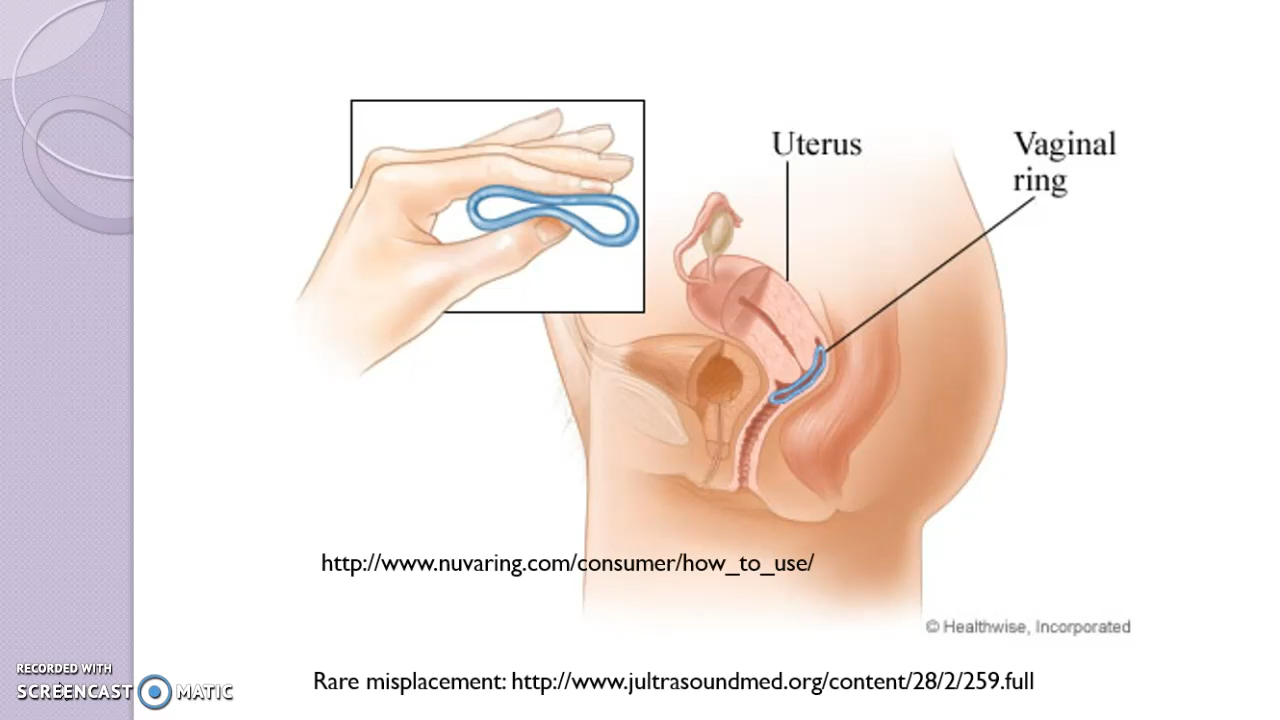 Uterus
Vaginal
ring
http://www.nuvaring.com/consumer/how_to_use/
© Healthwise, Incorporated
RECORDED WITH
SCREENCAST MATIC
Rare misplacement: http://www.jultrasoundmed.org/content/28/2/259.full